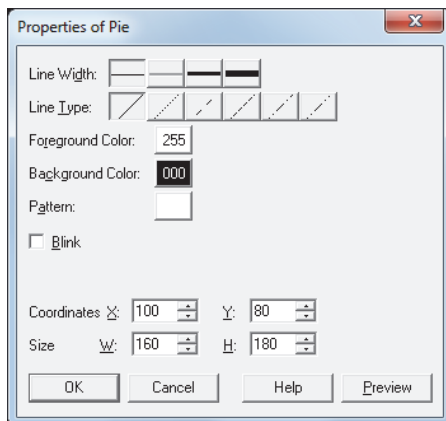 Properties of Pie
Line Width:
Line Type:
Foreground Color: 255
Background Color: 000
Pattern:
Blink
Coordinates X: 100 Y: 80
Size W: 160 H: 180
OK Cancel Help Preview